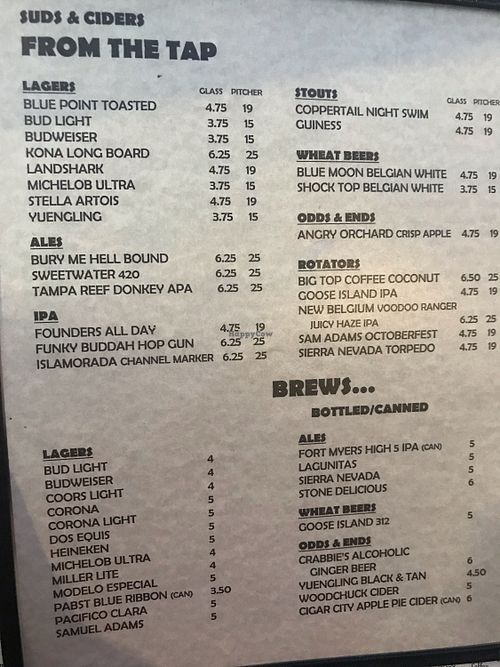 SUDS & CIDERS
FROM THE TAP
LAGERS GLASS PITCHER
BLUE POINT TOASTED 4.75 19
BUD LIGHT 3.75 15
BUDWEISER 3.75 15
KONA LONG BOARD 6.25 25
LANDSHARK 4.75 19
MICHELOB ULTRA 3.75 15
STELLA ARTOIS 4.75 19
YUENGLING 3.75 15
ALES
BURY ME HELL BOUND 6.25 25
SWEETWATER 420 6.25 25
TAMPA REEF DONKEY APA 6.25 25
IPA
FOUNDERS ALL DAY 4.75 19
FUNKY BUDDAH HOP GUN 6.25 25
ISLAMORADA CHANNEL MARKER 6.25 25
HappyCow
STOUTS GLASS PITCHER
COPPERTAIL NIGHT SWIM 4.75 19
GUINESS 4.75 19
WHEAT BEERS
BLUE MOON BELGIAN WHITE 4.75 19
SHOCK TOP BELGIAN WHITE 3.75 15
ODDS & ENDS
ANGRY ORCHARD CRISP APPLE 4.75 19
ROTATORS
BIG TOP COFFEE COCONUT 6.50 25
GOOSE ISLAND IPA 4.75 19
NEW BELGIUM VOODOO RANGER
JUICY HAZE IPA 6.25 25
SAM ADAMS OCTOBERFEST 4.75 19
SIERRA NEVADA TORPEDO 4.75 19
BREWS...
BOTTLED/CANNED
LAGERS
BUD LIGHT 4
BUDWEISER 4
COORS LIGHT 4
CORONA 5
CORONA LIGHT 5
DOS EQUIS 5
HEINEKEN 5
MICHELOB ULTRA 4
MILLER LITE 4
MODELO ESPECIAL 5
PABST BLUE RIBBON (CAN) 3.50
PACIFICO CLARA 5
SAMUEL ADAMS 5
ALES
FORT MYERS HIGH 5 IPA (CAN) 5
LAGUNITAS 5
SIERRA NEVADA 5
STONE DELICIOUS 6
WHEAT BEERS
GOOSE ISLAND 312 5
ODDS & ENDS
CRABBIE'S ALCOHOLIC
GINGER BEER 6
YUENGLING BLACK & TAN 4.50
WOODCHUCK CIDER 5
CIGAR CITY APPLE PIE CIDER (CAN) 6